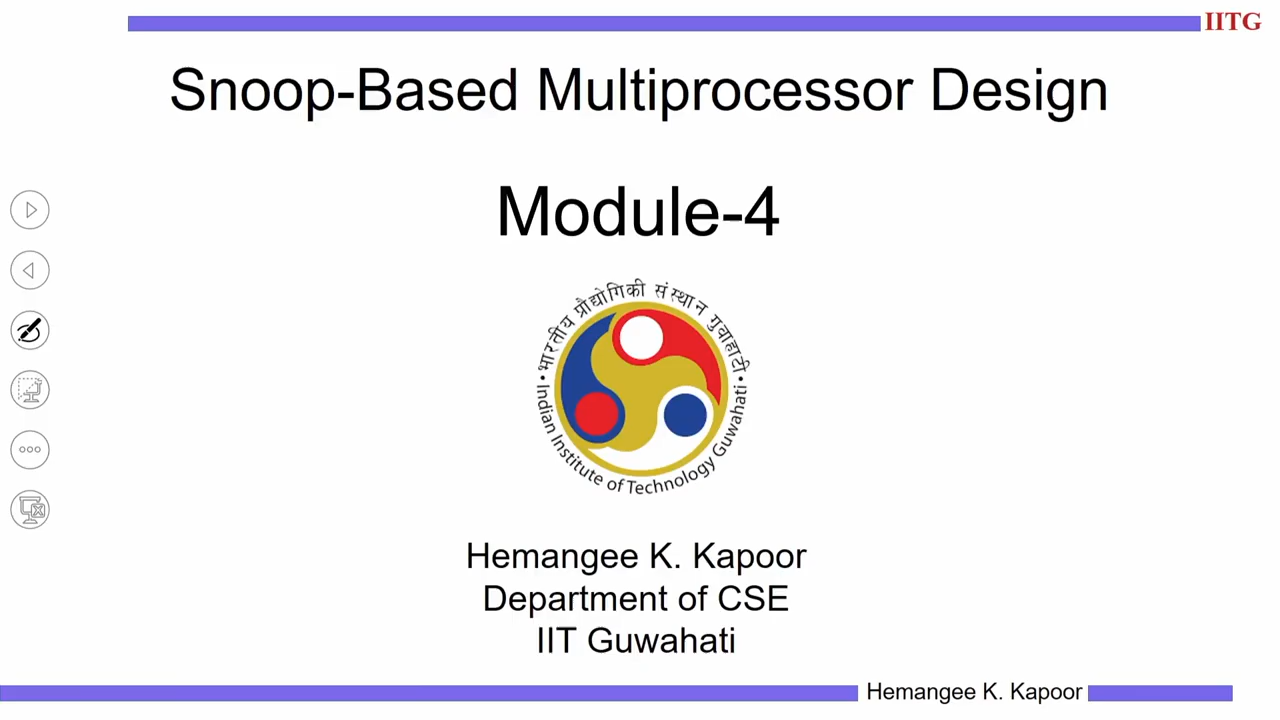 IITG
Snoop-Based Multiprocessor Design
Module-4
भारतीय प्रौद्योगिकी संस्थान गुवाहाटी
Indian Institute of Technology Guwahati
Hemangee K. Kapoor
Department of CSE
IIT Guwahati
Hemangee K. Kapoor